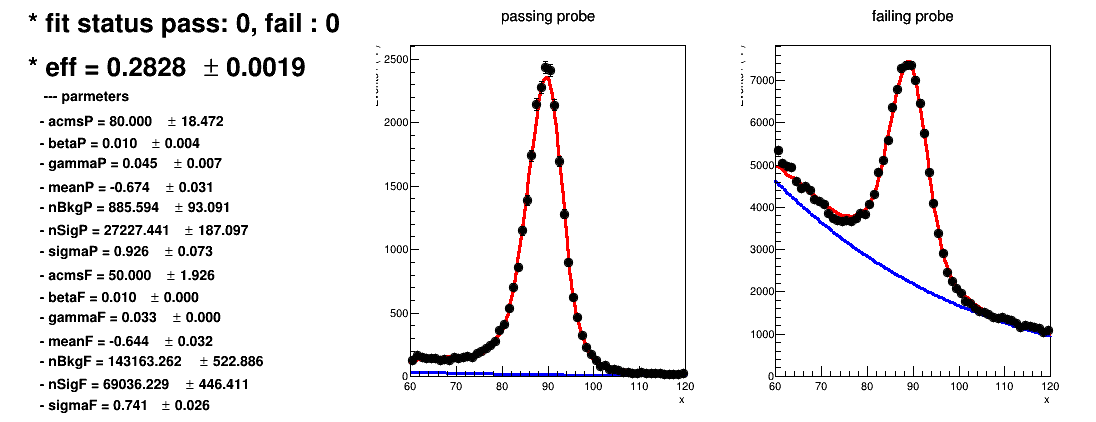 * fit status pass: 0, fail : 0
* eff = 0.2828 ± 0.0019
--- parmeters
- acmsP = 80.000 ± 18.472
- betaP = 0.010 ± 0.004
- gammaP = 0.045 ± 0.007
- meanP = -0.674 ± 0.031
- nBkgP = 885.594 ± 93.091
- nSigP = 27227.441 ± 187.097
- sigmaP = 0.926 ± 0.073
- acmsF = 50.000 ± 1.926
- betaF = 0.010 ± 0.000
- gammaF = 0.033 ± 0.000
- meanF = -0.644 ± 0.032
- nBkgF = 143163.262 ± 522.886
- nSigF = 69036.229 ± 446.411
- sigmaF = 0.741 ± 0.026
passing probe
2500
2000
1500
1000
500
0
60 70 80 90 100 110 120
x
failing probe
7000
6000
5000
4000
3000
2000
1000
0
60 70 80 90 100 110 120
x